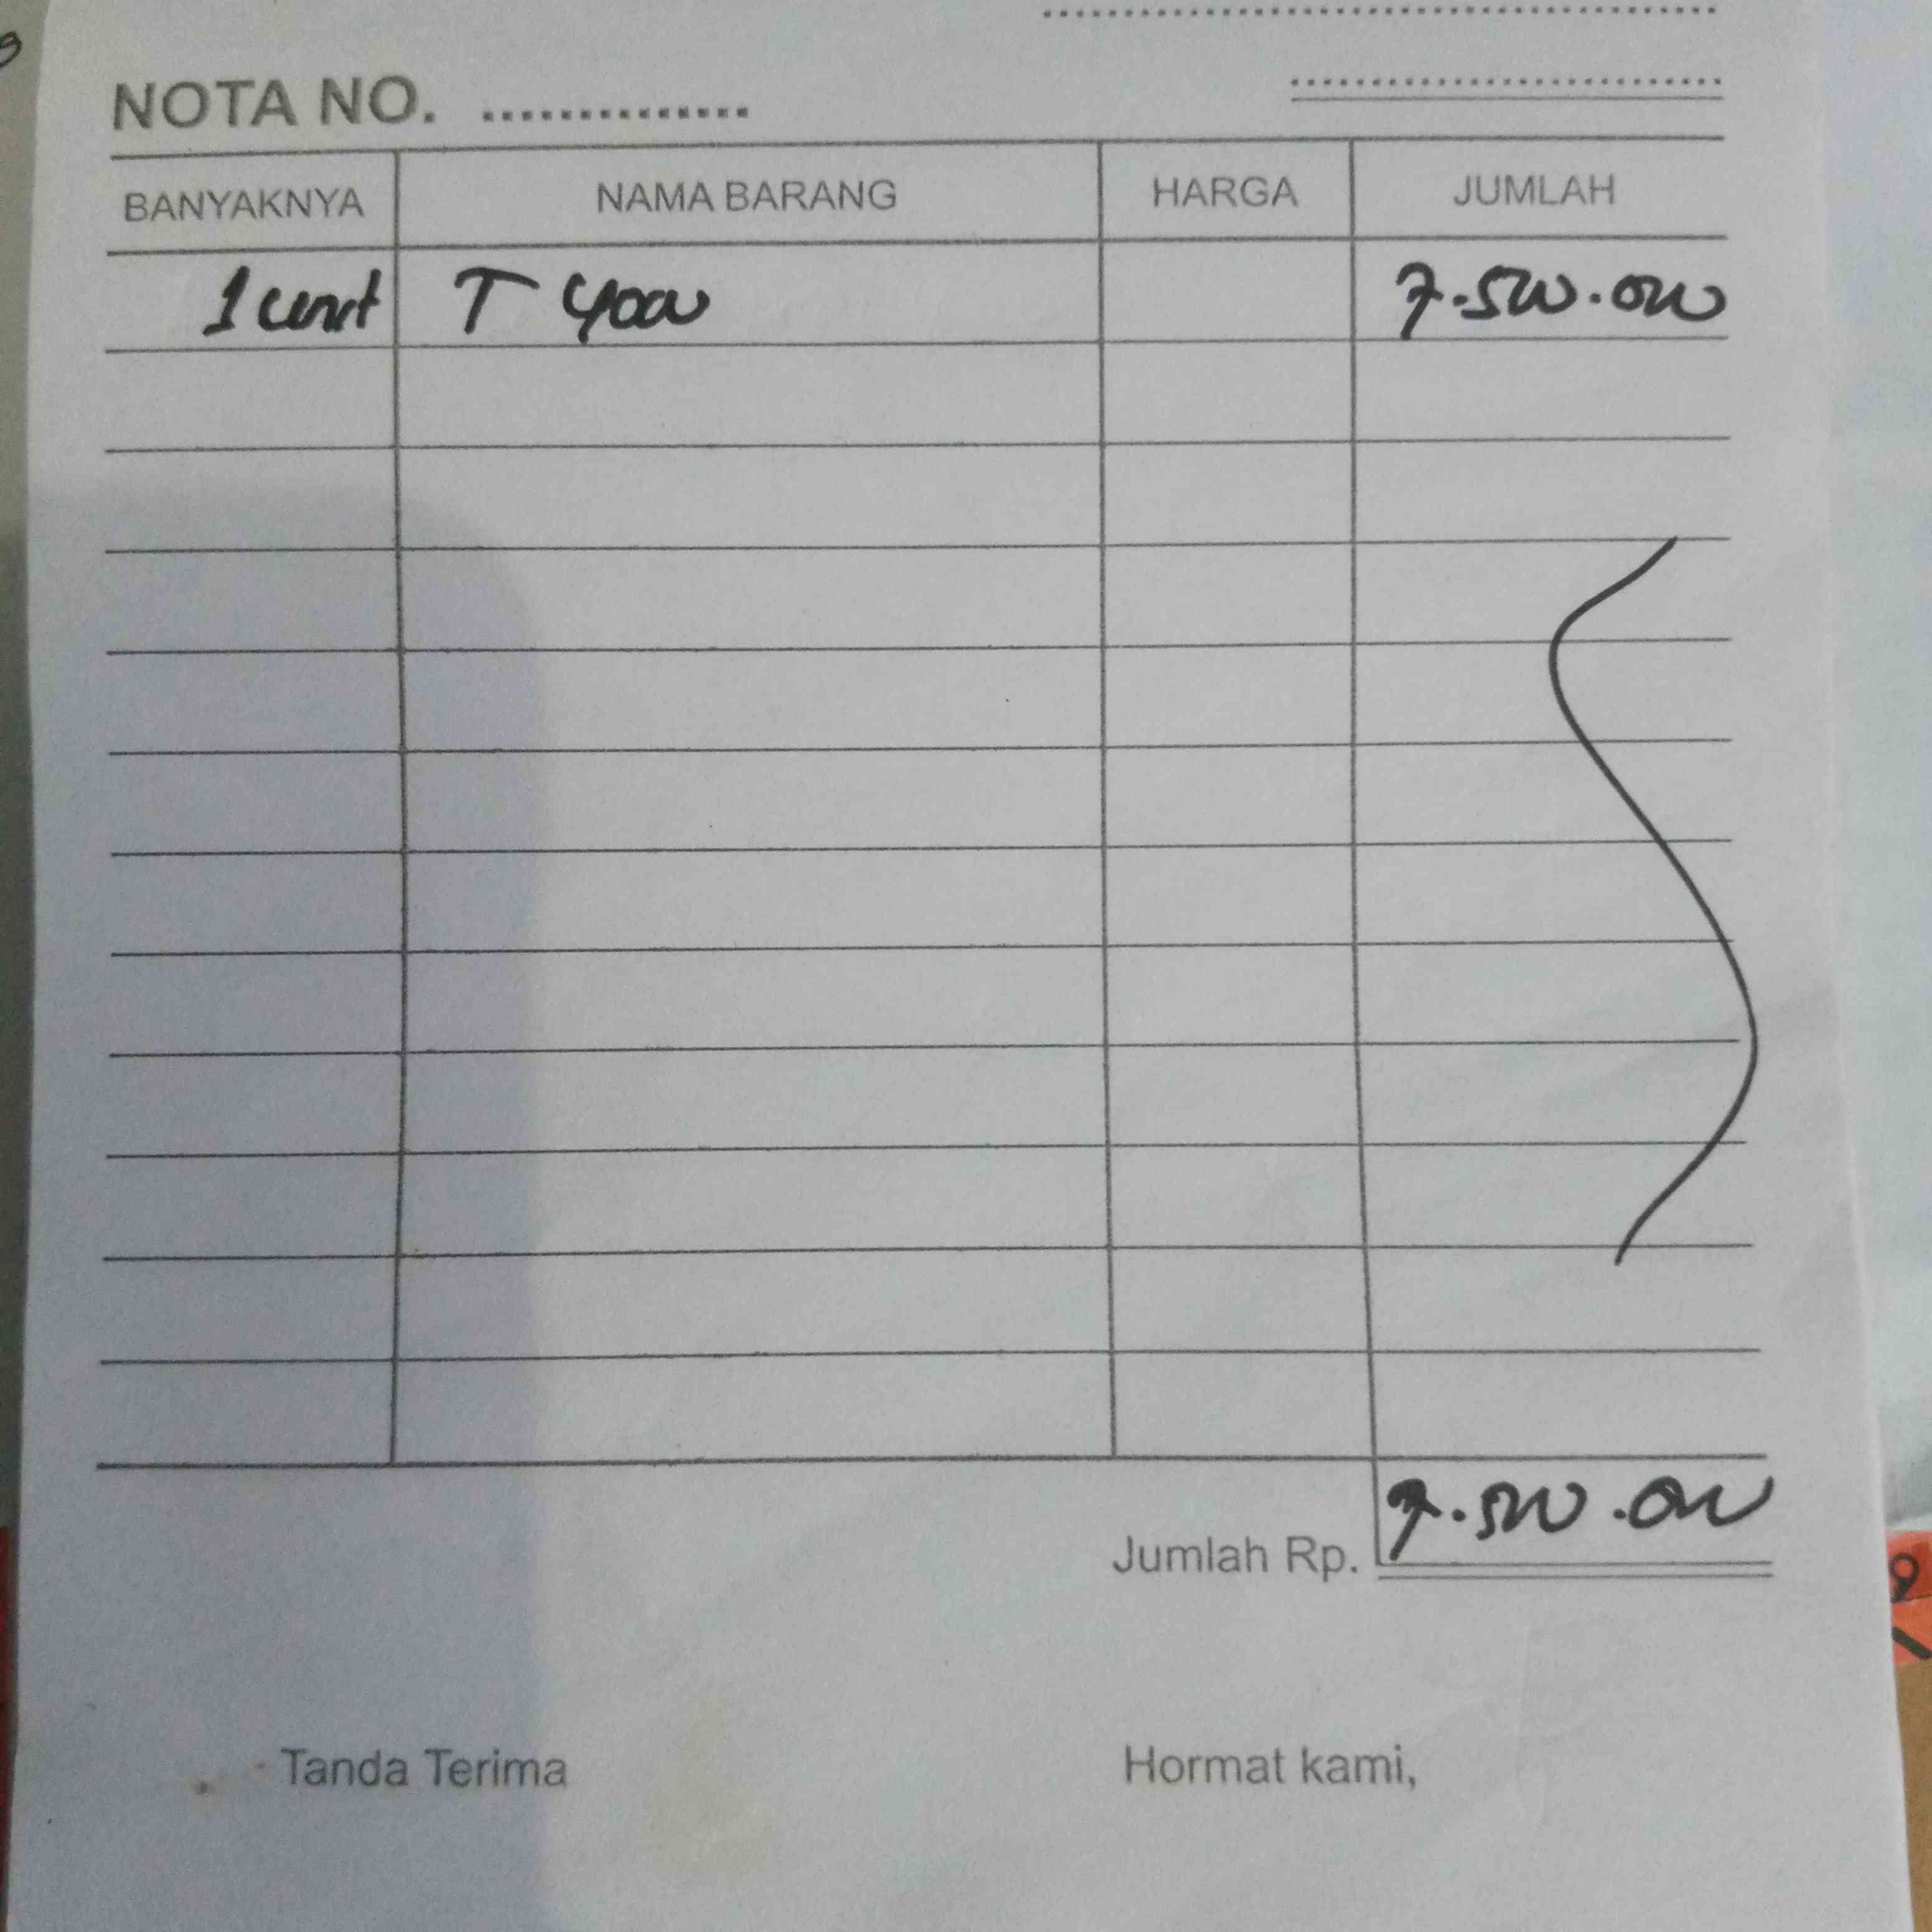 NOTA NO. ..............
BANYAKNYA NAMA BARANG HARGA JUMLAH
1 unit T 4000 7.500.000
Jumlah Rp. 7.500.000
Tanda Terima Hormat kami,